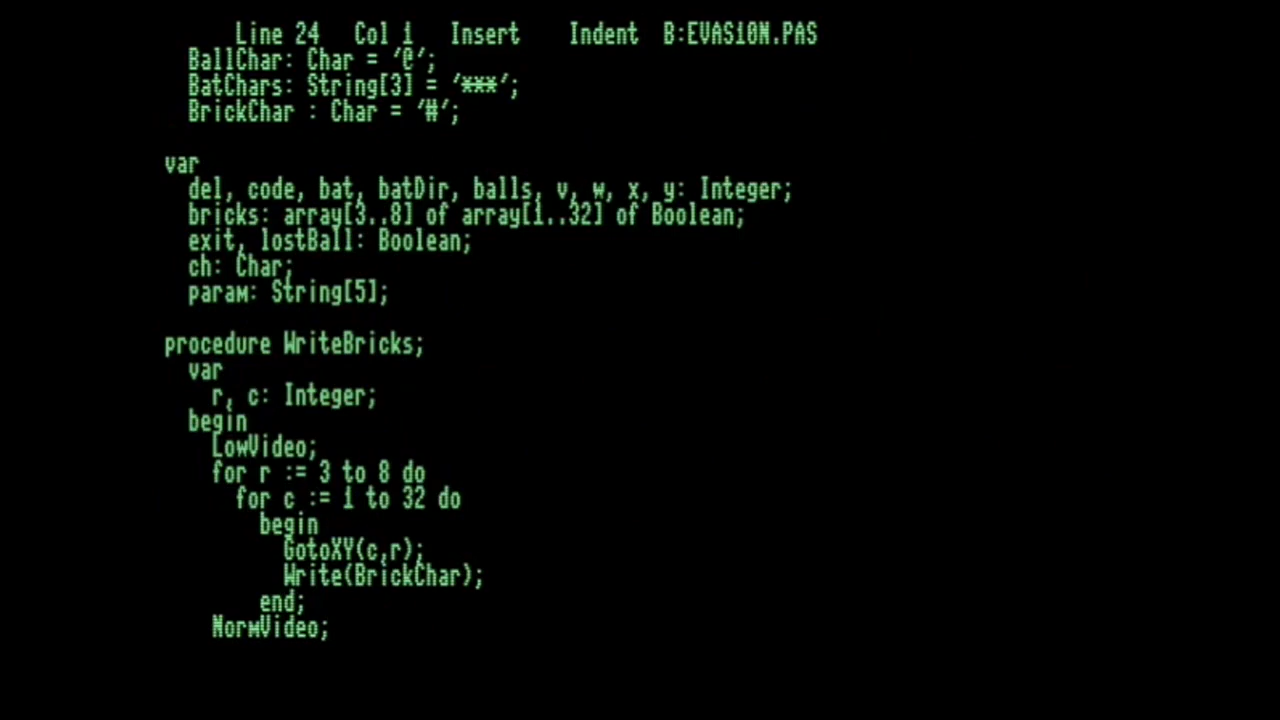 Line 24   Col 1   Insert    Indent  B:EVAS10N.PAS
  BallChar: Char = '@';
  BatChars: String[3] = '***';
  BrickChar : Char = '#';

var
  del, code, bat, batDir, balls, v, w, x, y: Integer;
  bricks: array[3..8] of array[1..32] of Boolean;
  exit, lostBall: Boolean;
  ch: Char;
  param: String[5];

procedure WriteBricks;
  var
    r, c: Integer;
  begin
    LowVideo;
    for r := 3 to 8 do
      for c := 1 to 32 do
        begin
          GotoXY(c,r);
          Write(BrickChar);
        end;
    NormVideo;